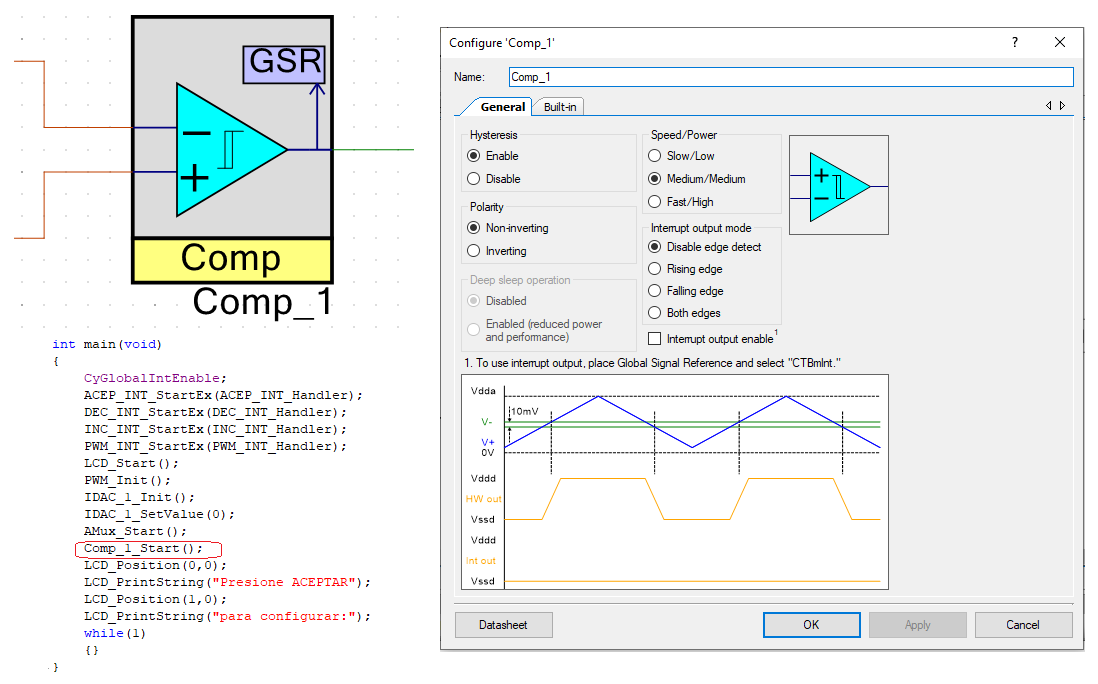 GSR
Comp
Comp_1
int main(void)
{
CyGlobalIntEnable;
ACEP_INT_StartEx(ACEP_INT_Handler);
DEC_INT_StartEx(DEC_INT_Handler);
INC_INT_StartEx(INC_INT_Handler);
PWM_INT_StartEx(PWM_INT_Handler);
LCD_Start();
PWM_Init();
IDAC_1_Init();
IDAC_1_SetValue(0);
AMux_Start();
Comp_1_Start();
LCD_Position(0,0);
LCD_PrintString("Presione ACEPTAR");
LCD_Position(1,0);
LCD_PrintString("para configurar:");
while(1)
{}
}
Configure 'Comp_1'
Name: Comp_1
General Built-in
Hysteresis
Enable
Disable
Polarity
Non-inverting
Inverting
Deep sleep operation
Disabled
Enabled (reduced power
and performance)
Speed/Power
Slow/Low
Medium/Medium
Fast/High
Interrupt output mode
Disable edge detect
Rising edge
Falling edge
Both edges
Interrupt output enable 1
1. To use interrupt output, place Global Signal Reference and select "CTBmInt."
Vdda
10mV
V-
V+
0V
Vddd
HW out
Vssd
Vddd
Int out
Vssd
Datasheet OK Apply Cancel